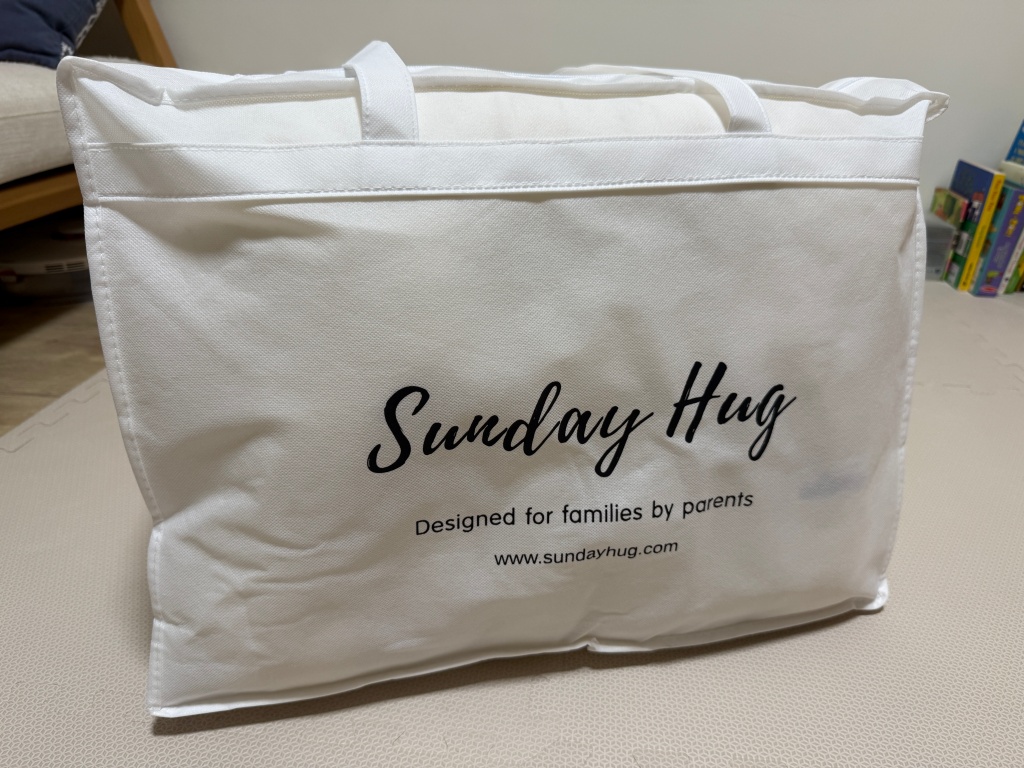 Sunday Hug
Designed for families by parents
www.sundayhug.com